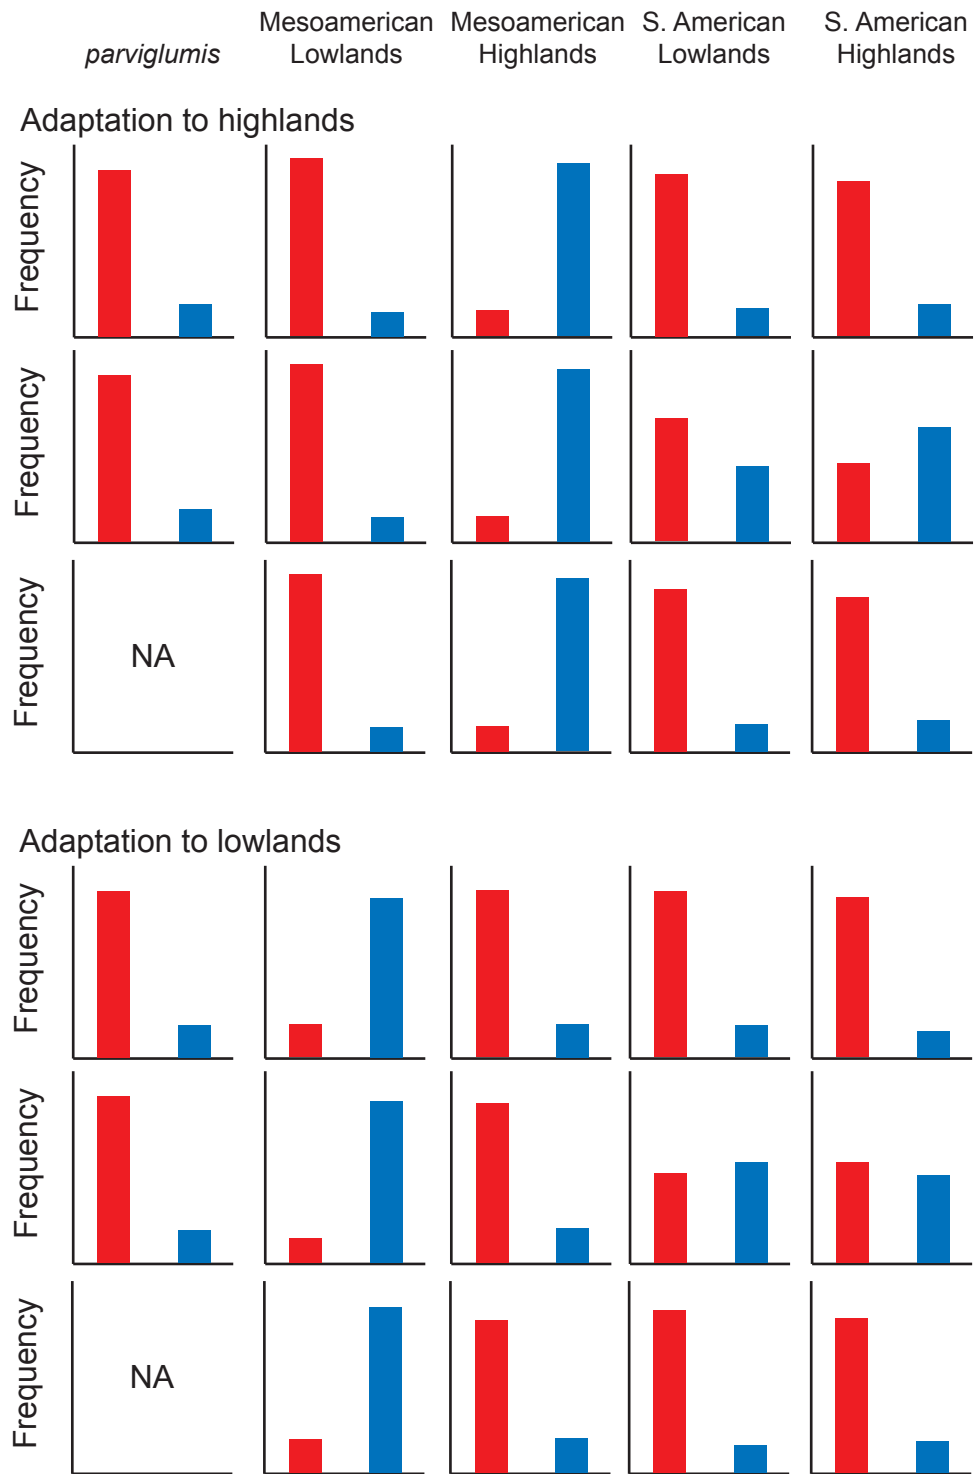 parviglumis
Mesoamerican
Lowlands
Mesoamerican
Highlands
S. American
Lowlands
S. American
Highlands
Adaptation to highlands
Frequency
Frequency
Frequency
NA
Adaptation to lowlands
Frequency
Frequency
Frequency
NA